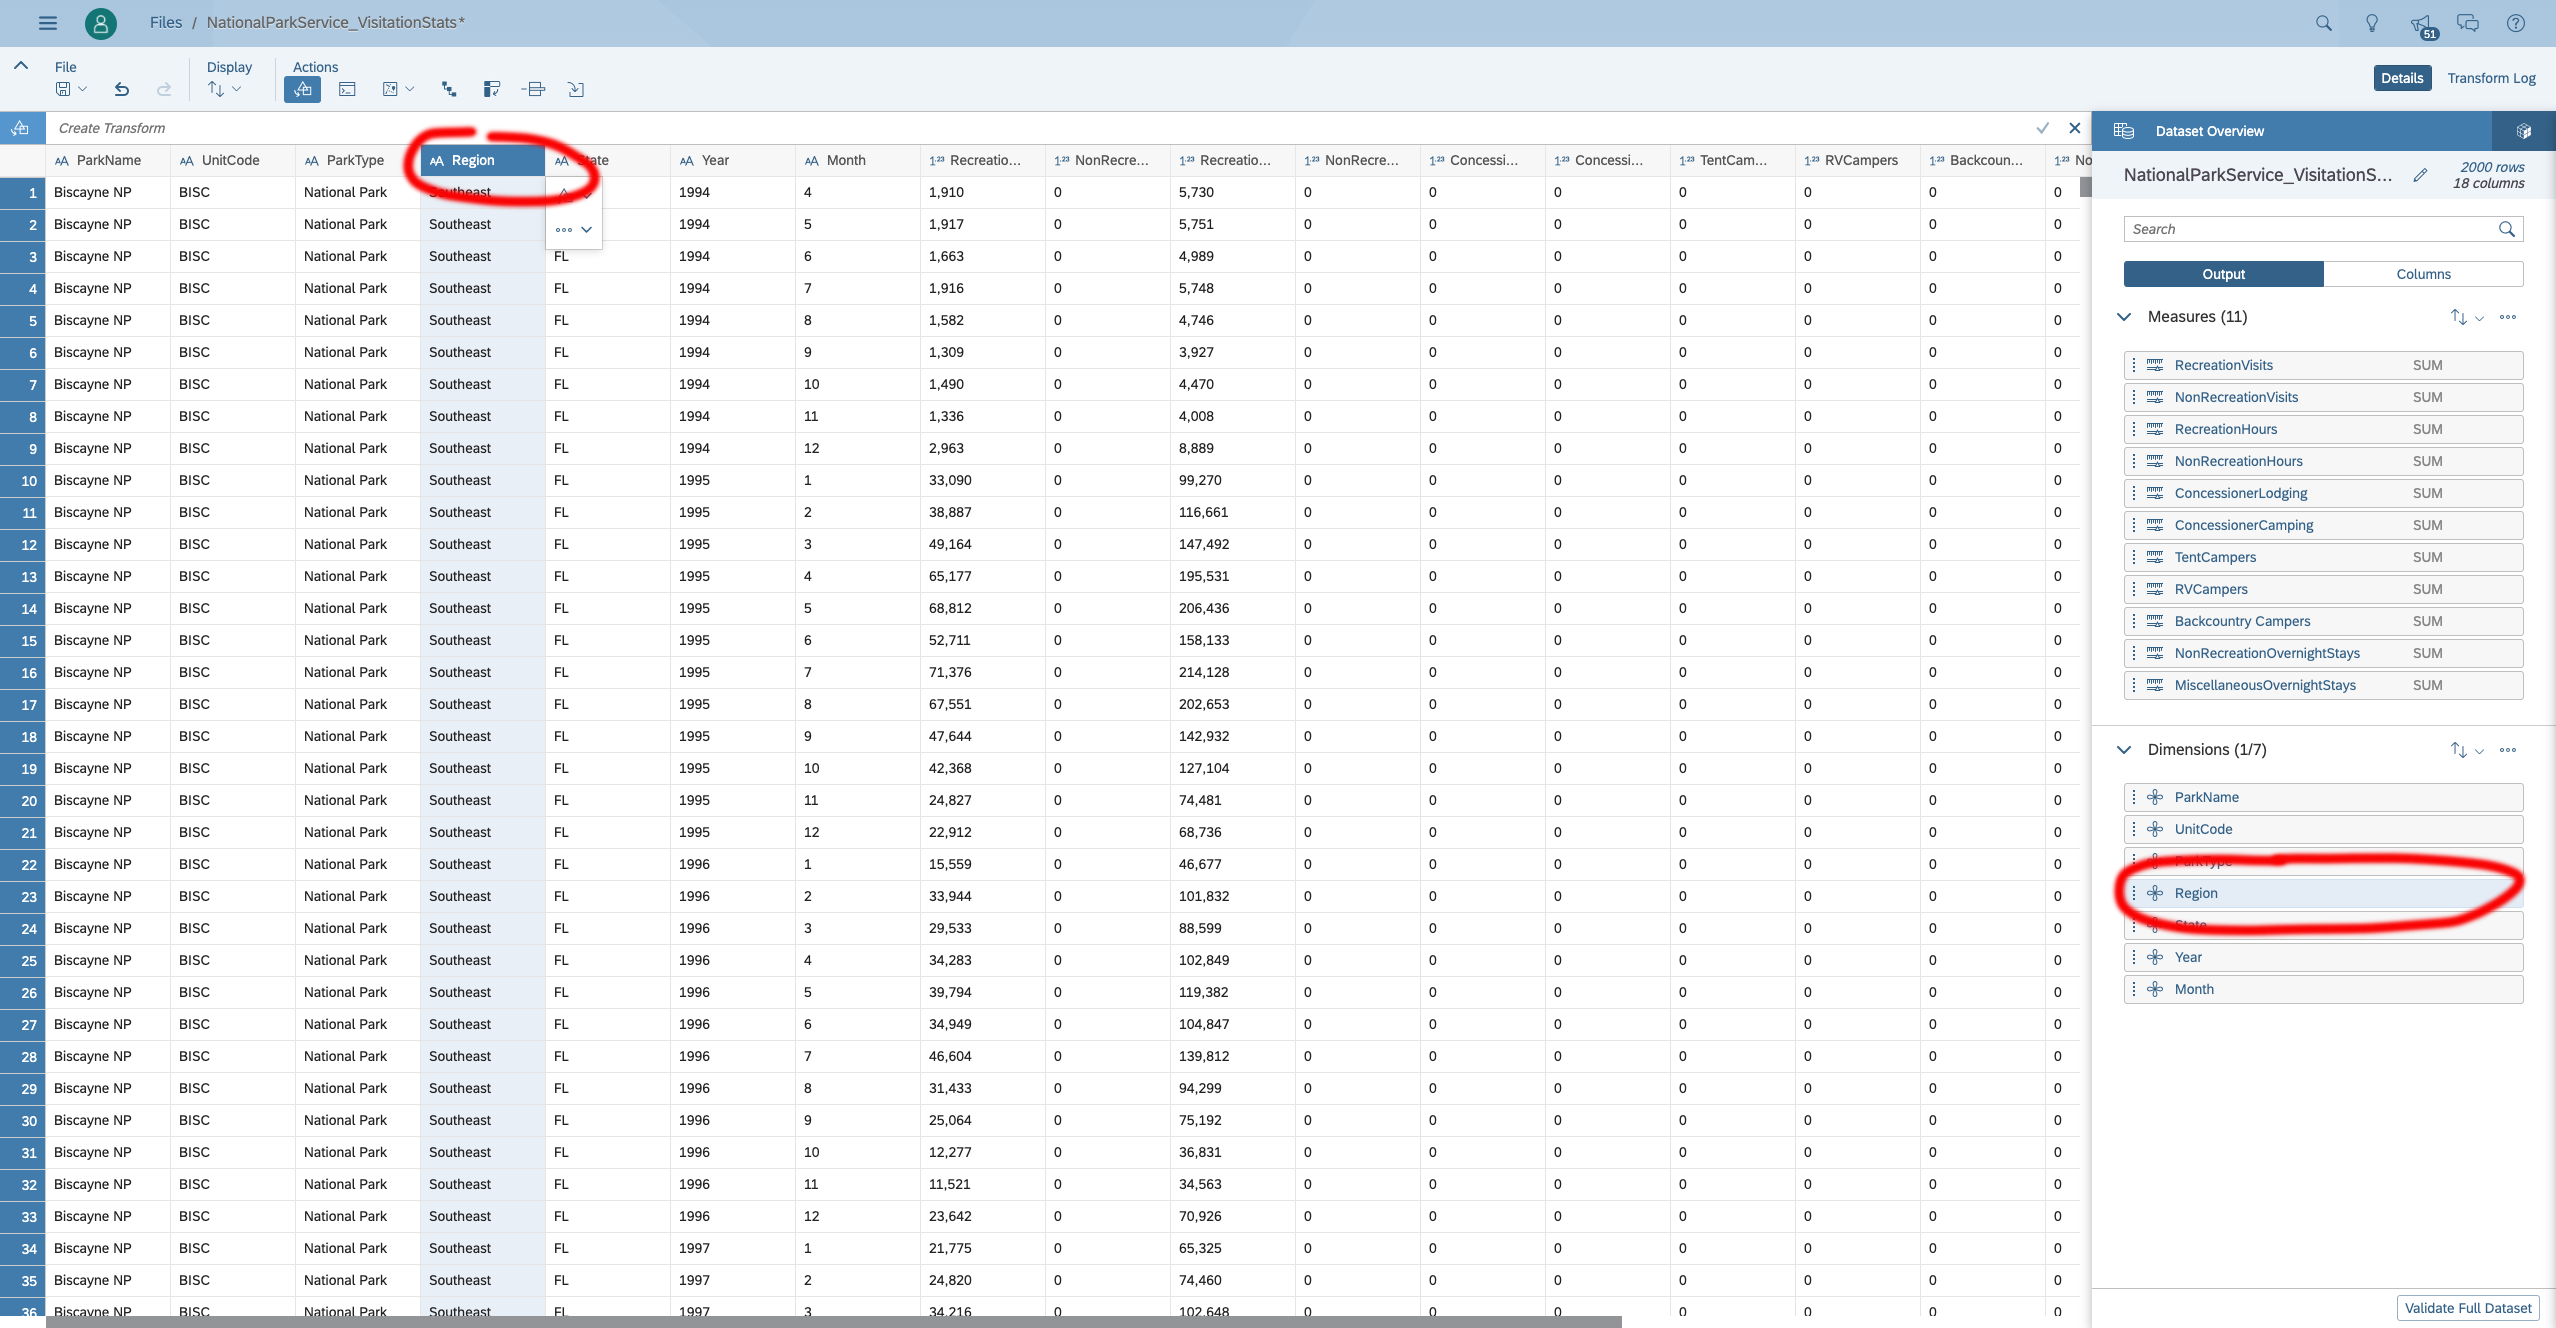 Files / NationalParkService_VisitationStats*
51
File
Display
Actions
Details
Transform Log
Create Transform
ParkName UnitCode ParkType Region State Year Month Recreatio... NonRecre... Recreatio... NonRecre... Concessi... Concessi... TentCam... RVCampers Backcoun... No
1 Biscayne NP BISC National Park Southeast 1994 4 1,910 0 5,730 0 0 0 0 0 0 0
2 Biscayne NP BISC National Park Southeast 1994 5 1,917 0 5,751 0 0 0 0 0 0 0
3 Biscayne NP BISC National Park Southeast FL 1994 6 1,663 0 4,989 0 0 0 0 0 0 0
4 Biscayne NP BISC National Park Southeast FL 1994 7 1,916 0 5,748 0 0 0 0 0 0 0
5 Biscayne NP BISC National Park Southeast FL 1994 8 1,582 0 4,746 0 0 0 0 0 0 0
6 Biscayne NP BISC National Park Southeast FL 1994 9 1,309 0 3,927 0 0 0 0 0 0 0
7 Biscayne NP BISC National Park Southeast FL 1994 10 1,490 0 4,470 0 0 0 0 0 0 0
8 Biscayne NP BISC National Park Southeast FL 1994 11 1,336 0 4,008 0 0 0 0 0 0 0
9 Biscayne NP BISC National Park Southeast FL 1994 12 2,963 0 8,889 0 0 0 0 0 0 0
10 Biscayne NP BISC National Park Southeast FL 1995 1 33,090 0 99,270 0 0 0 0 0 0 0
11 Biscayne NP BISC National Park Southeast FL 1995 2 38,887 0 116,661 0 0 0 0 0 0 0
12 Biscayne NP BISC National Park Southeast FL 1995 3 49,164 0 147,492 0 0 0 0 0 0 0
13 Biscayne NP BISC National Park Southeast FL 1995 4 65,177 0 195,531 0 0 0 0 0 0 0
14 Biscayne NP BISC National Park Southeast FL 1995 5 68,812 0 206,436 0 0 0 0 0 0 0
15 Biscayne NP BISC National Park Southeast FL 1995 6 52,711 0 158,133 0 0 0 0 0 0 0
16 Biscayne NP BISC National Park Southeast FL 1995 7 71,376 0 214,128 0 0 0 0 0 0 0
17 Biscayne NP BISC National Park Southeast FL 1995 8 67,551 0 202,653 0 0 0 0 0 0 0
18 Biscayne NP BISC National Park Southeast FL 1995 9 47,644 0 142,932 0 0 0 0 0 0 0
19 Biscayne NP BISC National Park Southeast FL 1995 10 42,368 0 127,104 0 0 0 0 0 0 0
20 Biscayne NP BISC National Park Southeast FL 1995 11 24,827 0 74,481 0 0 0 0 0 0 0
21 Biscayne NP BISC National Park Southeast FL 1995 12 22,912 0 68,736 0 0 0 0 0 0 0
22 Biscayne NP BISC National Park Southeast FL 1996 1 15,559 0 46,677 0 0 0 0 0 0 0
23 Biscayne NP BISC National Park Southeast FL 1996 2 33,944 0 101,832 0 0 0 0 0 0 0
24 Biscayne NP BISC National Park Southeast FL 1996 3 29,533 0 88,599 0 0 0 0 0 0 0
25 Biscayne NP BISC National Park Southeast FL 1996 4 34,283 0 102,849 0 0 0 0 0 0 0
26 Biscayne NP BISC National Park Southeast FL 1996 5 39,794 0 119,382 0 0 0 0 0 0 0
27 Biscayne NP BISC National Park Southeast FL 1996 6 34,949 0 104,847 0 0 0 0 0 0 0
28 Biscayne NP BISC National Park Southeast FL 1996 7 46,604 0 139,812 0 0 0 0 0 0 0
29 Biscayne NP BISC National Park Southeast FL 1996 8 31,433 0 94,299 0 0 0 0 0 0 0
30 Biscayne NP BISC National Park Southeast FL 1996 9 25,064 0 75,192 0 0 0 0 0 0 0
31 Biscayne NP BISC National Park Southeast FL 1996 10 12,277 0 36,831 0 0 0 0 0 0 0
32 Biscayne NP BISC National Park Southeast FL 1996 11 11,521 0 34,563 0 0 0 0 0 0 0
33 Biscayne NP BISC National Park Southeast FL 1996 12 23,642 0 70,926 0 0 0 0 0 0 0
34 Biscayne NP BISC National Park Southeast FL 1997 1 21,775 0 65,325 0 0 0 0 0 0 0
35 Biscayne NP BISC National Park Southeast FL 1997 2 24,820 0 74,460 0 0 0 0 0 0 0
36 Biscayne NP BISC National Park Southeast FL 1997 3 34,216 0 102,648 0 0 0 0 0 0 0
Dataset Overview
NationalParkService_VisitationS...
2000 rows
18 columns
Search
Output
Columns
Measures (11)
RecreationVisits SUM
NonRecreationVisits SUM
RecreationHours SUM
NonRecreationHours SUM
ConcessionerLodging SUM
ConcessionerCamping SUM
TentCampers SUM
RVCampers SUM
Backcountry Campers SUM
NonRecreationOvernightStays SUM
MiscellaneousOvernightStays SUM
Dimensions (1/7)
ParkName
UnitCode
ParkType
Region
State
Year
Month
Validate Full Dataset